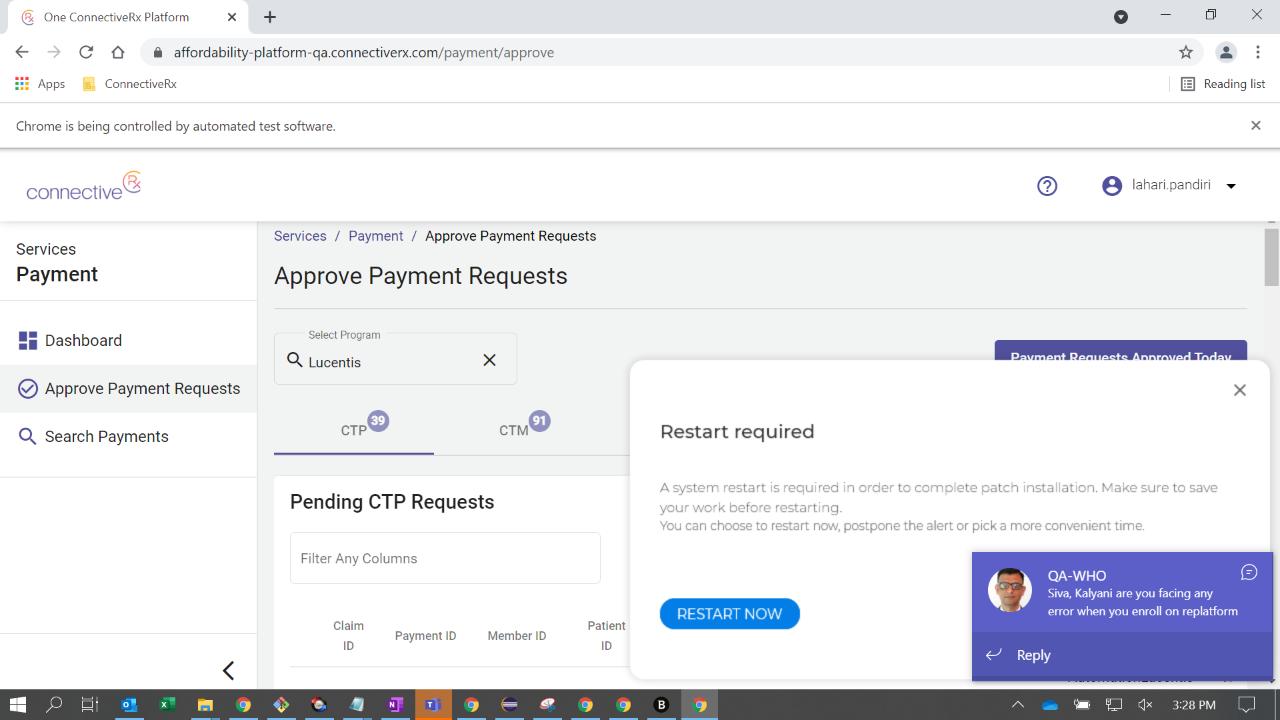 One ConnectiveRx Platform
affordability-platform-qa.connectiverx.com/payment/approve
Apps
ConnectiveRx
Reading list
Chrome is being controlled by automated test software.
connective Rx
lahari.pandiri
Services
Payment
Dashboard
Approve Payment Requests
Search Payments
Services / Payment / Approve Payment Requests
Approve Payment Requests
Select Program
Lucentis
Payment Requests Approved Today
CTP 39
CTM 91
Pending CTP Requests
Filter Any Columns
Claim ID
Payment ID
Member ID
Patient ID
Restart required
A system restart is required in order to complete patch installation. Make sure to save
your work before restarting.
You can choose to restart now, postpone the alert or pick a more convenient time.
RESTART NOW
QA-WHO
Siva, Kalyani are you facing any
error when you enroll on replatform
Reply
3:28 PM